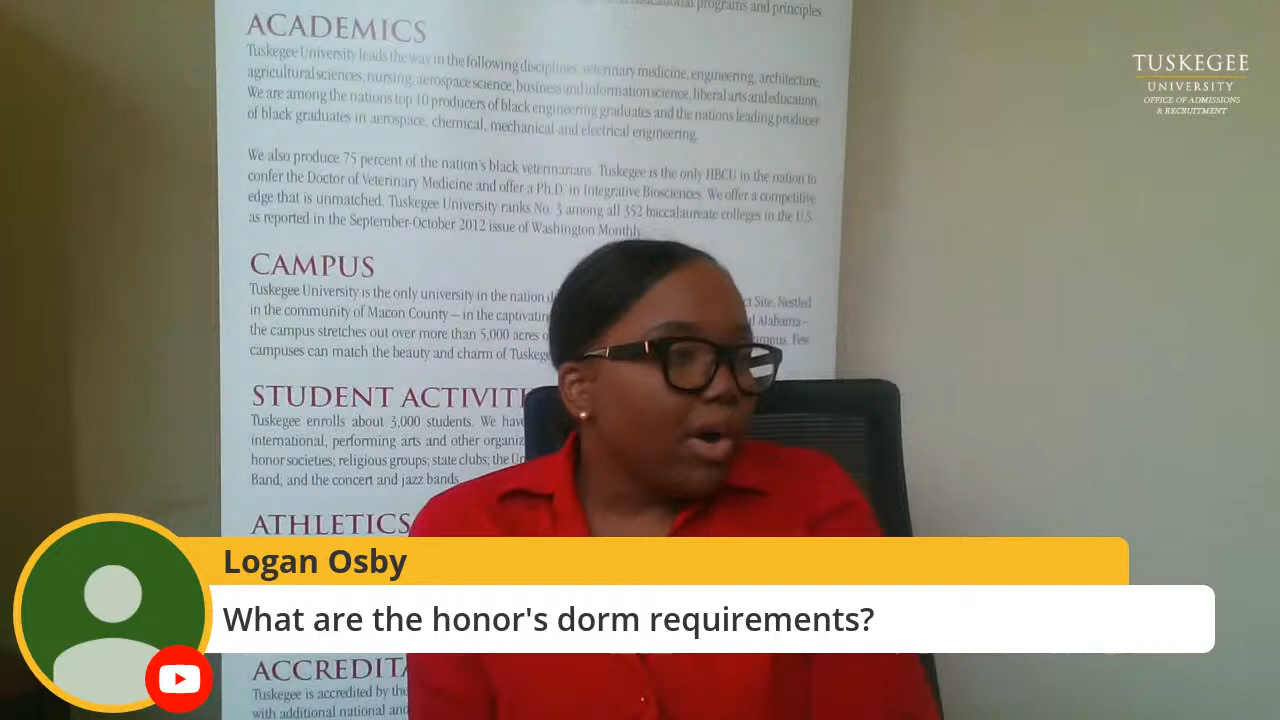 educational programs and principles
ACADEMICS
Tuskegee University leads the way in the following disciplines, veterinary medicine, engineering, architecture,
agricultural sciences, nursing, aerospace science, business and information science, liberal arts and education.
We are among the nations top 10 producers of black engineering graduates and the nations leading producer
of black graduates in aerospace, chemical, mechanical and electrical engineering.
We also produce 75 percent of the nation's black veterinarians. Tuskegee is the only HBCU in the nation to
confer the Doctor of Veterinary Medicine and offer a Ph.D. in Integrative Biosciences. We offer a competitive
edge that is unmatched. Tuskegee University ranks No. 3 among all 352 baccalaureate colleges in the U.S.
as reported in the September-October 2012 issue of Washington Monthly.
CAMPUS
Tuskegee University is the only university in the nation Site. Nestled
in the community of Macon County – in the Alabama –
the campus stretches out over more than 5,000 acres campus. Few
campuses can match the beauty and charm of
STUDENT
Tuskegee enrolls about 3,000 students. We
international, performing arts and other
honor societies; religious groups; state clubs; the
Band; and the concert and jazz bands.
ATHLETICS
Tuskegee is accredited by the
with additional national and
TUSKEGEE
UNIVERSITY
OFFICE OF ADMISSIONS
& RECRUITMENT
Logan Osby
What are the honor's dorm requirements?